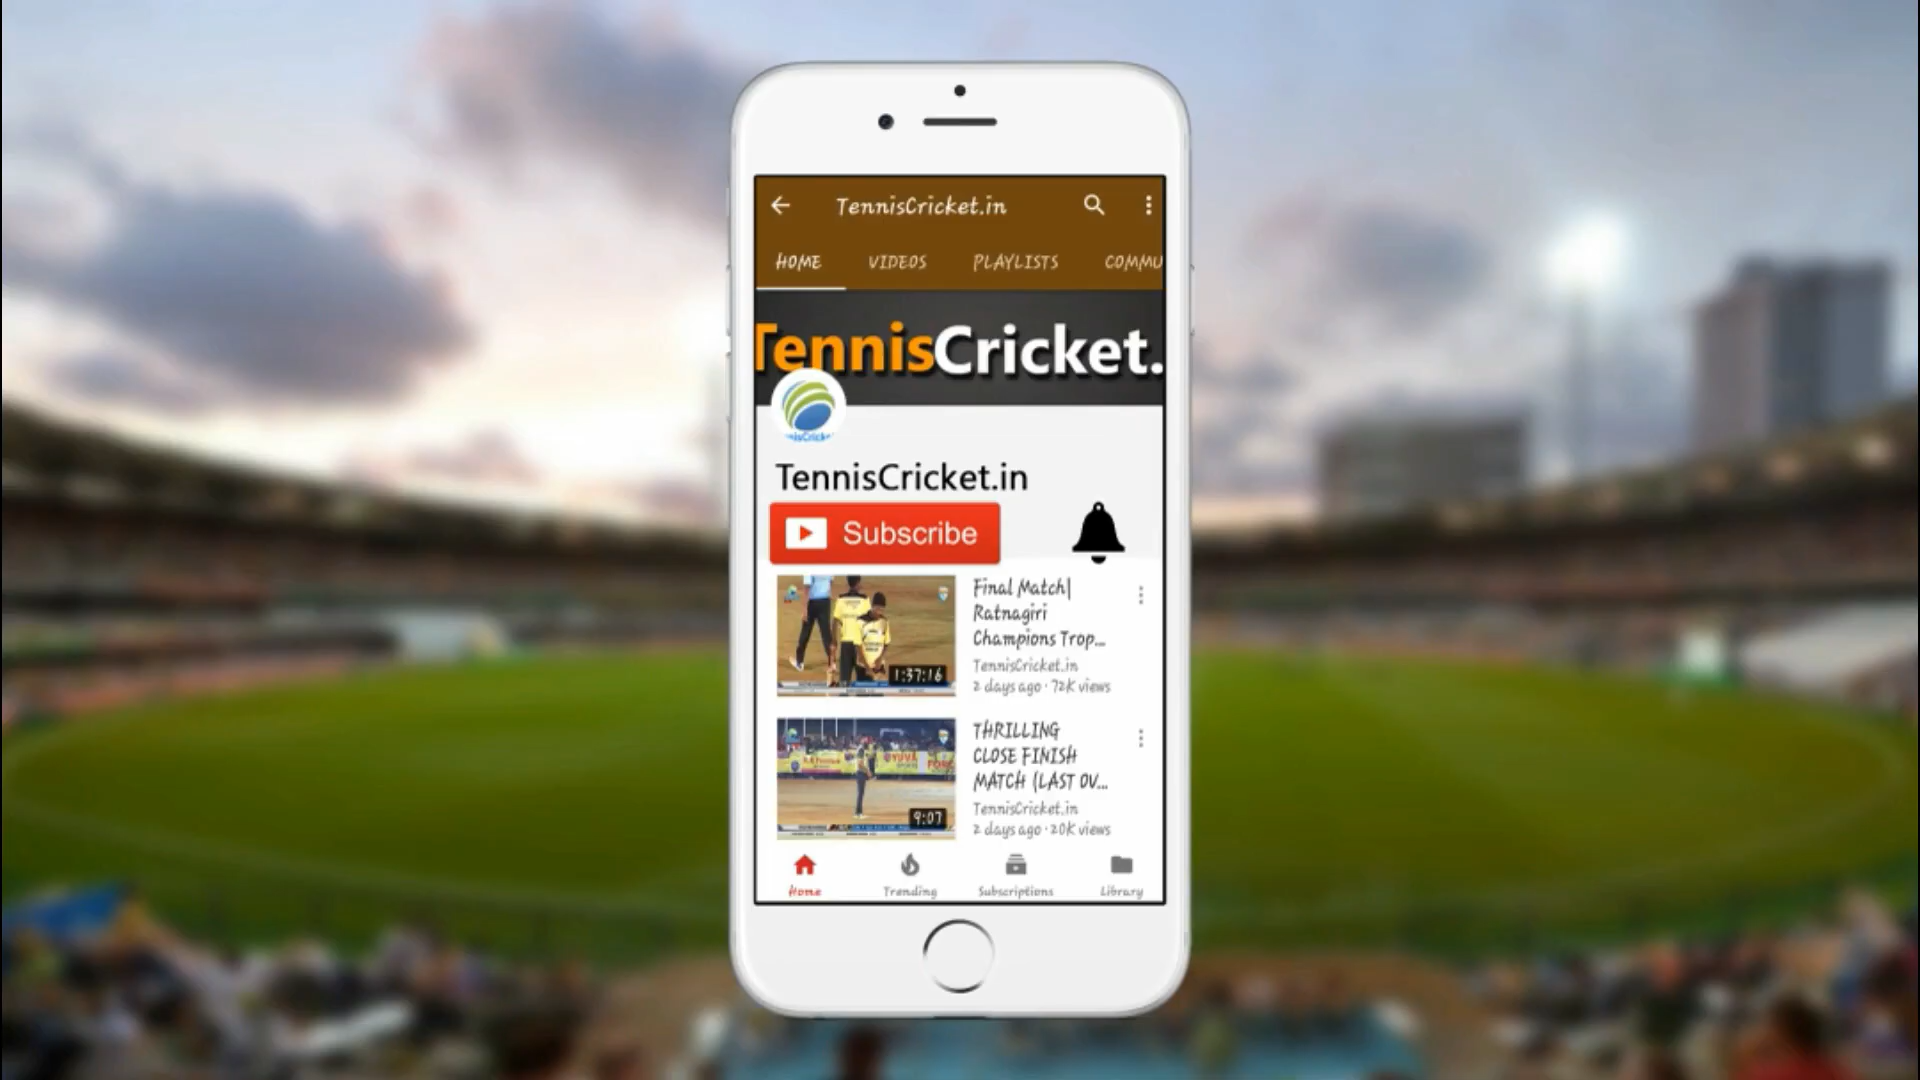 TennisCricket.in
HOME VIDEOS PLAYLISTS COMMU
TennisCricket.
TennisCricket.in
Subscribe
Final Match|
Ratnagiri
Champions Trop...
TennisCricket.in
2 days ago · 72K views
1:37:16
THRILLING
CLOSE FINISH
MATCH (LAST OV...
TennisCricket.in
2 days ago · 20K views
9:07
Home Trending Subscriptions Library